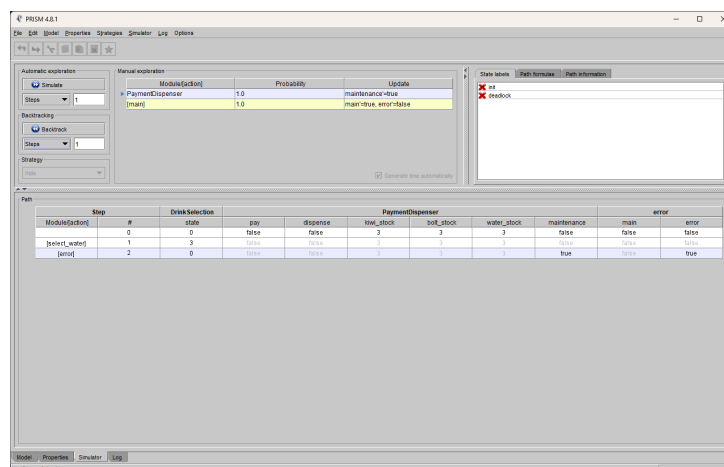 PRISM 4.8.1
File Edit Model Properties Strategies Simulator Log Options
Automatic exploration
Simulate
Steps 1
Backtracking
Backtrack
Steps 1
Strategy
Manual exploration
Module/[action] Probability Update
PaymentDispenser 1.0 maintenance'=true
[main] 1.0 main'=true, error'=false
Generate time automatically
State labels Path formulae Path information
init
deadlock
Path
Step DrinkSelection PaymentDispenser error
Module/[action] # state pay dispense kiwi_stock bolt_stock water_stock maintenance main error
0 0 false false 3 3 3 false false false
[select_water] 1 3 false false 3 3 3 false false false
[error] 2 0 false false 3 3 3 true false true
Model Properties Simulator Log